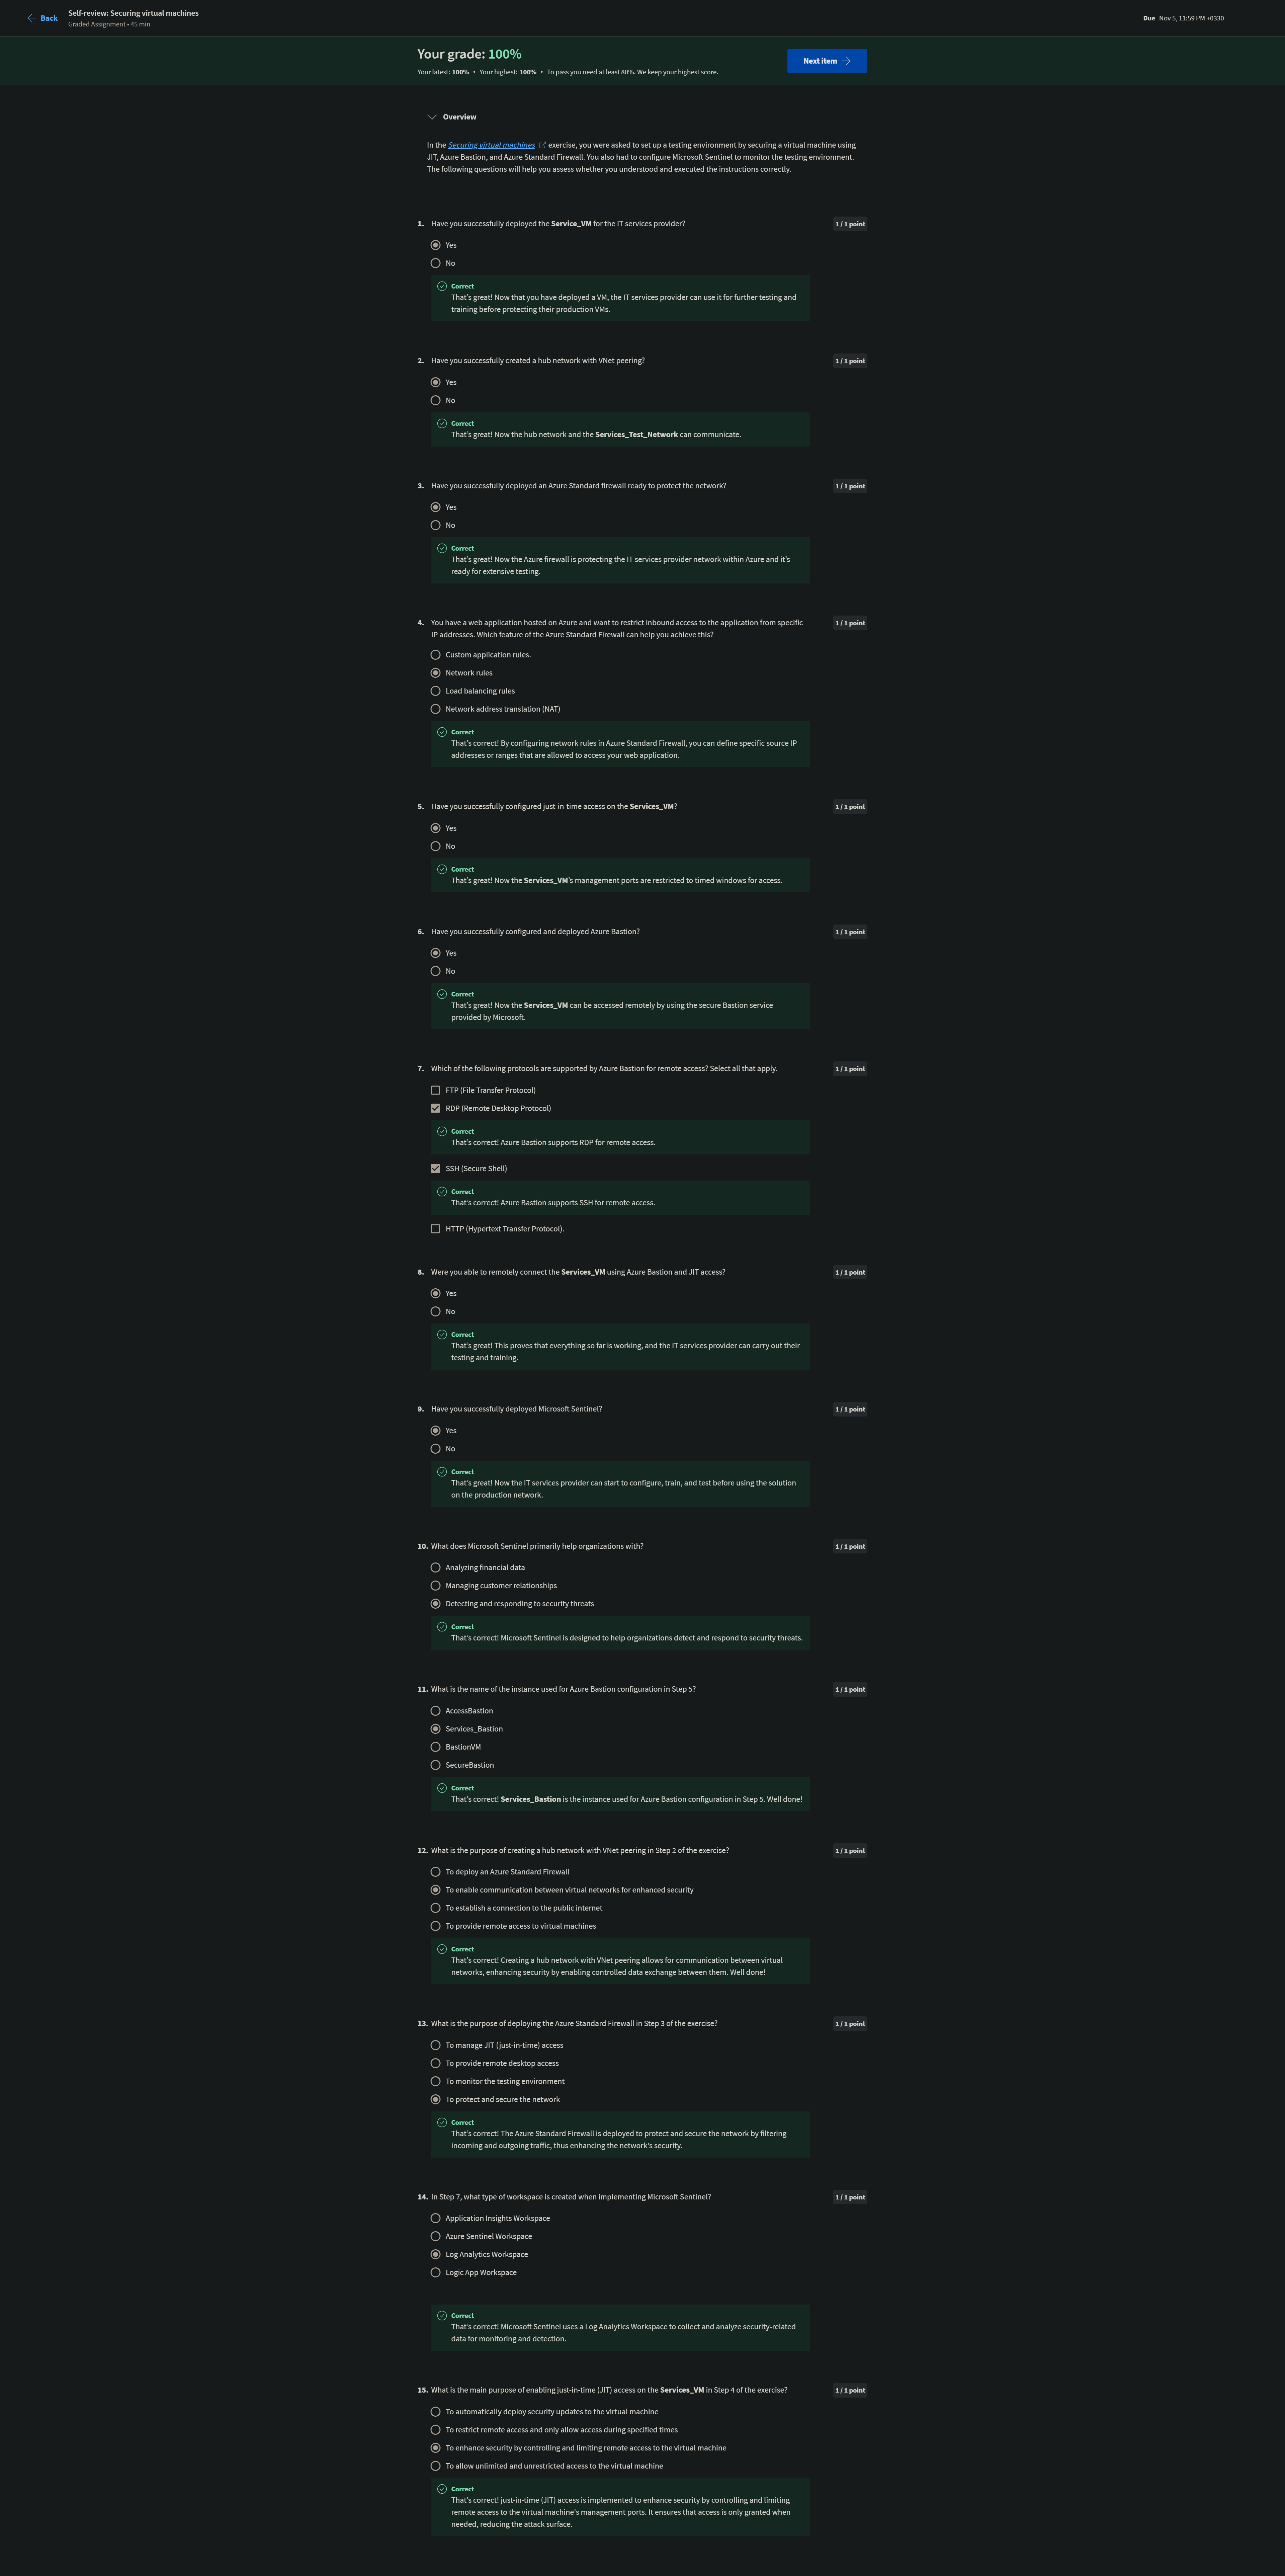 Back
Self-review: Securing virtual machines
Graded Assignment • 45 min
Due Nov 5, 11:59 PM +0330
Your grade: 100%
Your latest: 100% • Your highest: 100% • To pass you need at least 80%. We keep your highest score.
Next item
Overview
In the Securing virtual machines exercise, you were asked to set up a testing environment by securing a virtual machine using
JIT, Azure Bastion, and Azure Standard Firewall. You also had to configure Microsoft Sentinel to monitor the testing environment.
The following questions will help you assess whether you understood and executed the instructions correctly.
1. Have you successfully deployed the Service_VM for the IT services provider?
1 / 1 point
Yes
No
Correct
That's great! Now that you have deployed a VM, the IT services provider can use it for further testing and
training before protecting their production VMs.
2. Have you successfully created a hub network with VNet peering?
1 / 1 point
Yes
No
Correct
That's great! Now the hub network and the Services_Test_Network can communicate.
3. Have you successfully deployed an Azure Standard firewall ready to protect the network?
1 / 1 point
Yes
No
Correct
That's great! Now the Azure firewall is protecting the IT services provider network within Azure and it's
ready for extensive testing.
4. You have a web application hosted on Azure and want to restrict inbound access to the application from specific
IP addresses. Which feature of the Azure Standard Firewall can help you achieve this?
1 / 1 point
Custom application rules.
Network rules
Load balancing rules
Network address translation (NAT)
Correct
That's correct! By configuring network rules in Azure Standard Firewall, you can define specific source IP
addresses or ranges that are allowed to access your web application.
5. Have you successfully configured just-in-time access on the Services_VM?
1 / 1 point
Yes
No
Correct
That's great! Now the Services_VM's management ports are restricted to timed windows for access.
6. Have you successfully configured and deployed Azure Bastion?
1 / 1 point
Yes
No
Correct
That's great! Now the Services_VM can be accessed remotely by using the secure Bastion service
provided by Microsoft.
7. Which of the following protocols are supported by Azure Bastion for remote access? Select all that apply.
1 / 1 point
FTP (File Transfer Protocol)
RDP (Remote Desktop Protocol)
Correct
That's correct! Azure Bastion supports RDP for remote access.
SSH (Secure Shell)
Correct
That's correct! Azure Bastion supports SSH for remote access.
HTTP (Hypertext Transfer Protocol).
8. Were you able to remotely connect the Services_VM using Azure Bastion and JIT access?
1 / 1 point
Yes
No
Correct
That's great! This proves that everything so far is working, and the IT services provider can carry out their
testing and training.
9. Have you successfully deployed Microsoft Sentinel?
1 / 1 point
Yes
No
Correct
That's great! Now the IT services provider can start to configure, train, and test before using the solution
on the production network.
10. What does Microsoft Sentinel primarily help organizations with?
1 / 1 point
Analyzing financial data
Managing customer relationships
Detecting and responding to security threats
Correct
That's correct! Microsoft Sentinel is designed to help organizations detect and respond to security threats.
11. What is the name of the instance used for Azure Bastion configuration in Step 5?
1 / 1 point
AccessBastion
Services_Bastion
BastionVM
SecureBastion
Correct
That's correct! Services_Bastion is the instance used for Azure Bastion configuration in Step 5. Well done!
12. What is the purpose of creating a hub network with VNet peering in Step 2 of the exercise?
1 / 1 point
To deploy an Azure Standard Firewall
To enable communication between virtual networks for enhanced security
To establish a connection to the public internet
To provide remote access to virtual machines
Correct
That's correct! Creating a hub network with VNet peering allows for communication between virtual
networks, enhancing security by enabling controlled data exchange between them. Well done!
13. What is the purpose of deploying the Azure Standard Firewall in Step 3 of the exercise?
1 / 1 point
To manage JIT (just-in-time) access
To provide remote desktop access
To monitor the testing environment
To protect and secure the network
Correct
That's correct! The Azure Standard Firewall is deployed to protect and secure the network by filtering
incoming and outgoing traffic, thus enhancing the network's security.
14. In Step 7, what type of workspace is created when implementing Microsoft Sentinel?
1 / 1 point
Application Insights Workspace
Azure Sentinel Workspace
Log Analytics Workspace
Logic App Workspace
Correct
That's correct! Microsoft Sentinel uses a Log Analytics Workspace to collect and analyze security-related
data for monitoring and detection.
15. What is the main purpose of enabling just-in-time (JIT) access on the Services_VM in Step 4 of the exercise?
1 / 1 point
To automatically deploy security updates to the virtual machine
To restrict remote access and only allow access during specified times
To enhance security by controlling and limiting remote access to the virtual machine
To allow unlimited and unrestricted access to the virtual machine
Correct
That's correct! just-in-time (JIT) access is implemented to enhance security by controlling and limiting
remote access to the virtual machine's management ports. It ensures that access is only granted when
needed, reducing the attack surface.